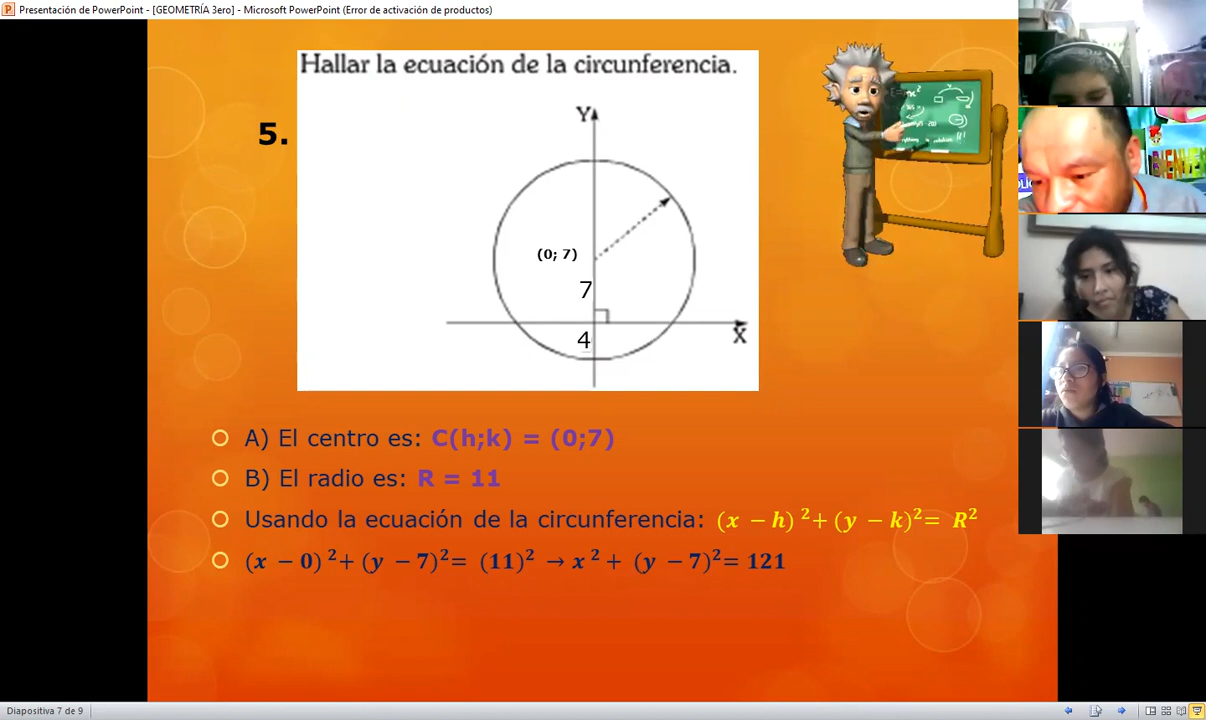 Presentación de PowerPoint - [GEOMETRÍA 3ero] - Microsoft PowerPoint (Error de activación de productos)
Hallar la ecuación de la circunferencia.
5.
Y
(0; 7)
7
4
X
A) El centro es: C(h;k) = (0;7)
B) El radio es: R = 11
Usando la ecuación de la circunferencia: (x − h)²+ (y − k)²= R²
(x − 0)²+ (y − 7)²= (11)² → x²+ (y − 7)²= 121
Diapositiva 7 de 9